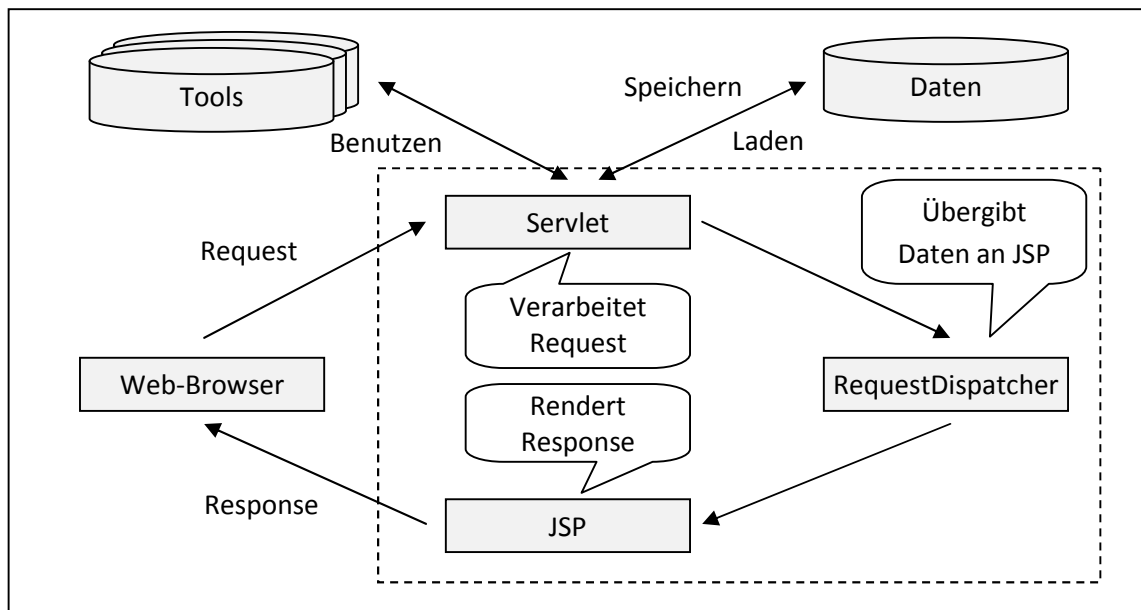 Tools
Speichern
Daten
Benutzen
Laden
Servlet
Übergibt
Daten an JSP
Request
Verarbeitet
Request
Web-Browser
RequestDispatcher
Rendert
Response
Response
JSP